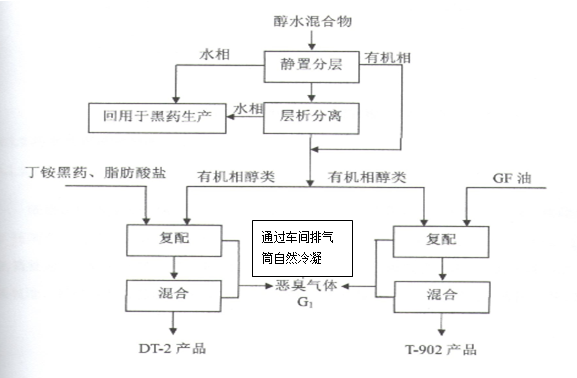 醇水混合物
水相
静置分层
有机相
回用于黑药生产
水相
层析分离
丁铵黑药、脂肪酸盐
有机相醇类
有机相醇类
GF 油
复配
通过车间排气
筒自然冷凝
复配
混合
恶臭气体
G₁
混合
DT-2 产品
T-902 产品